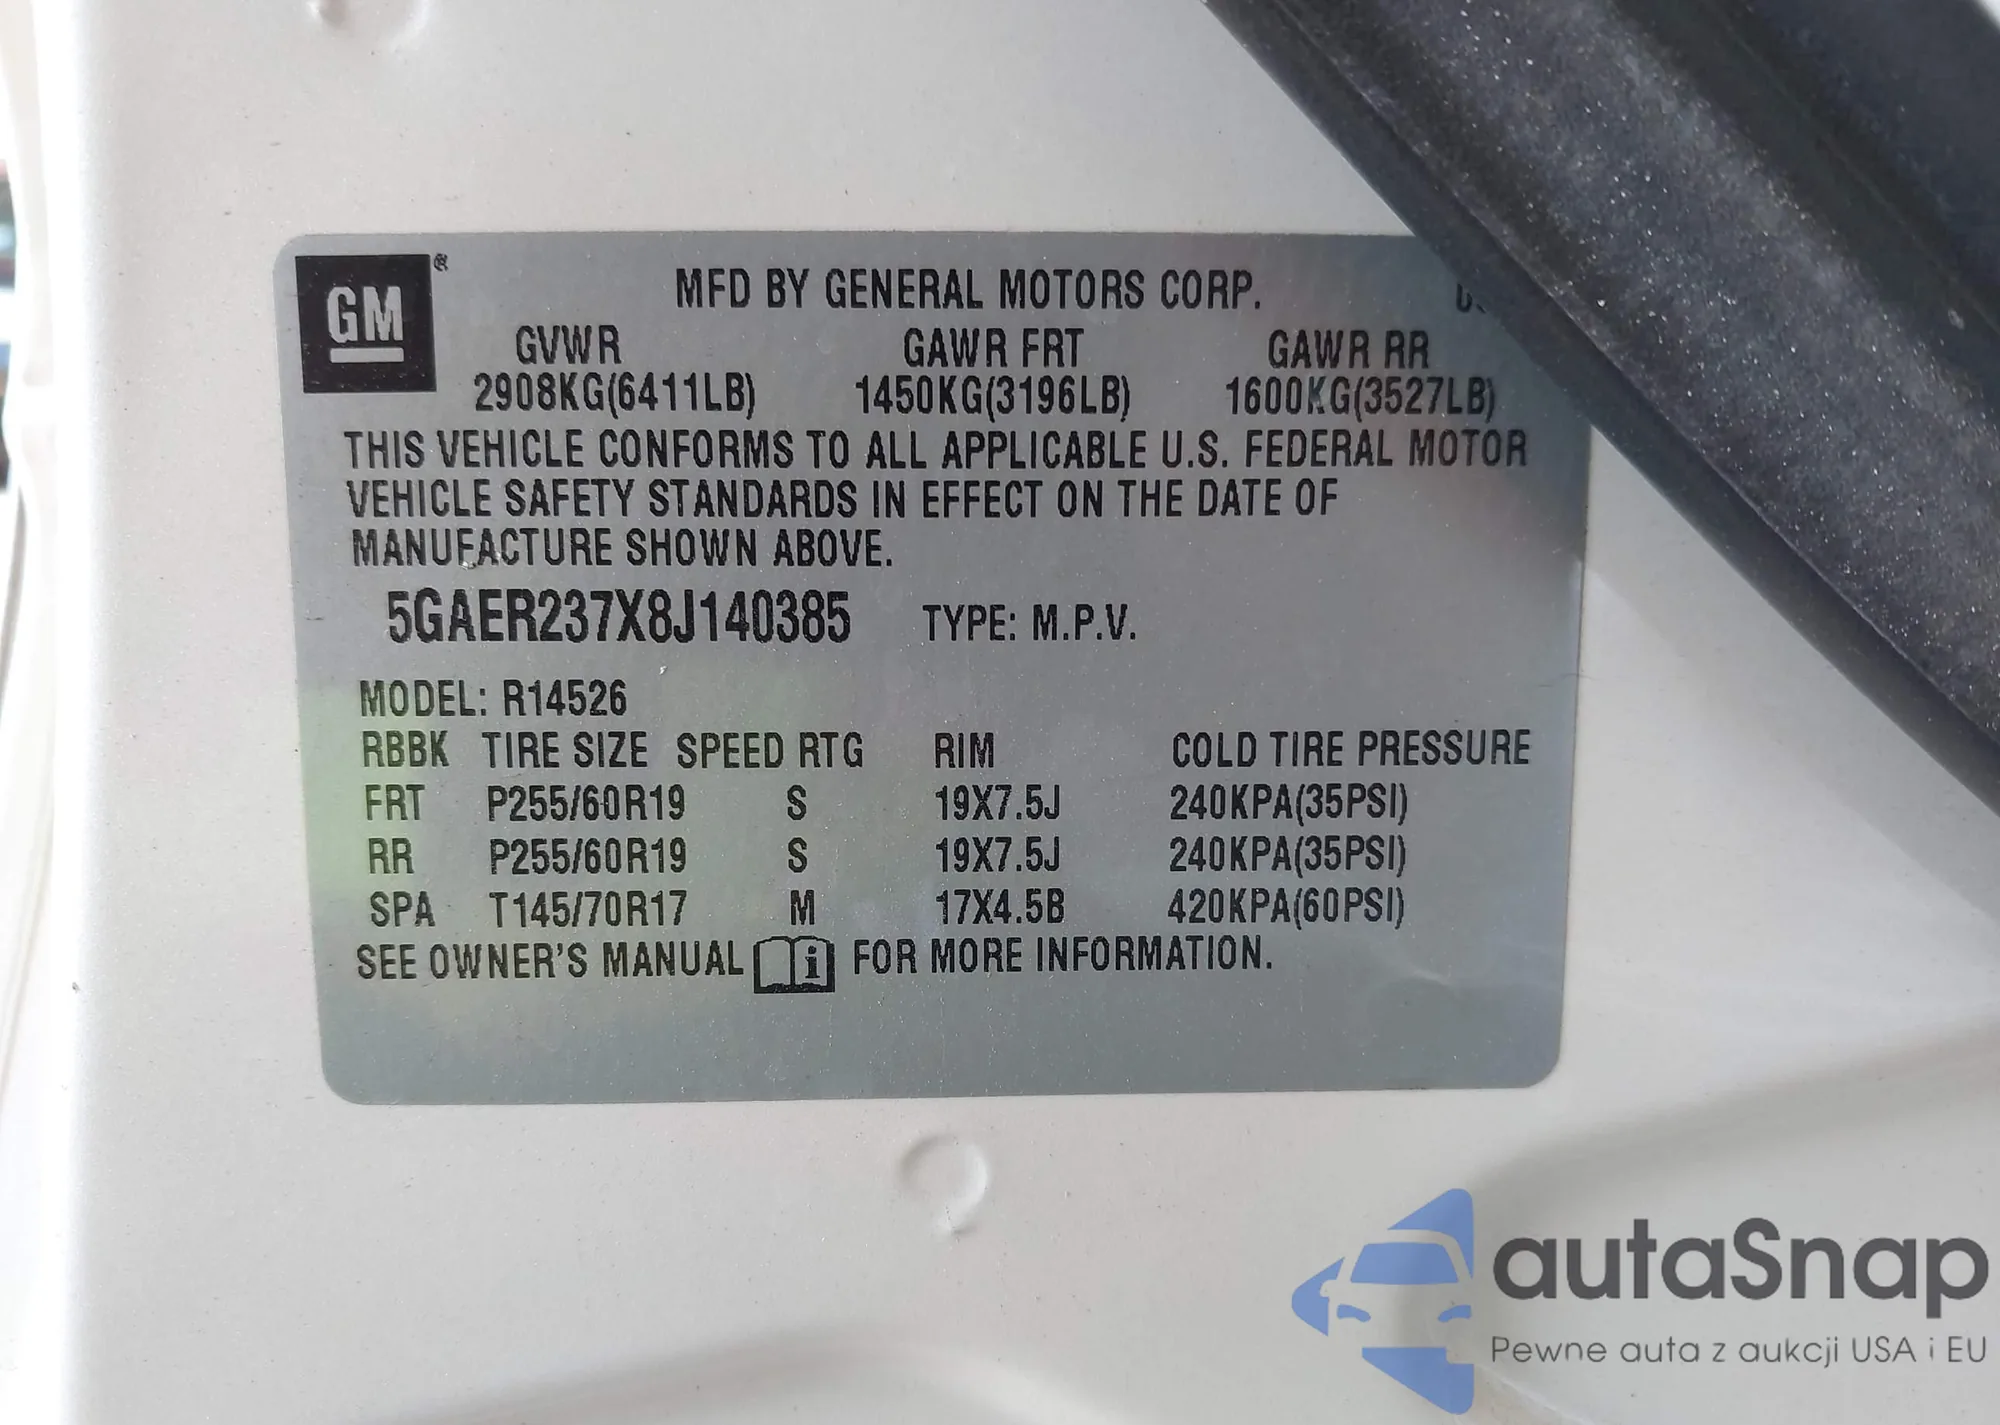 GM®
MFD BY GENERAL MOTORS CORP.
GVWR GAWR FRT GAWR RR
2908KG(6411LB) 1450KG(3196LB) 1600KG(3527LB)
THIS VEHICLE CONFORMS TO ALL APPLICABLE U.S. FEDERAL MOTOR
VEHICLE SAFETY STANDARDS IN EFFECT ON THE DATE OF
MANUFACTURE SHOWN ABOVE.
5GAER237X8J140385 TYPE: M.P.V.
MODEL: R14526
RBBK TIRE SIZE SPEED RTG RIM COLD TIRE PRESSURE
FRT P255/60R19 S 19X7.5J 240KPA(35PSI)
RR P255/60R19 S 19X7.5J 240KPA(35PSI)
SPA T145/70R17 M 17X4.5B 420KPA(60PSI)
SEE OWNER'S MANUAL i FOR MORE INFORMATION.
autaSnap
Pewne auta z aukcji USA i EU